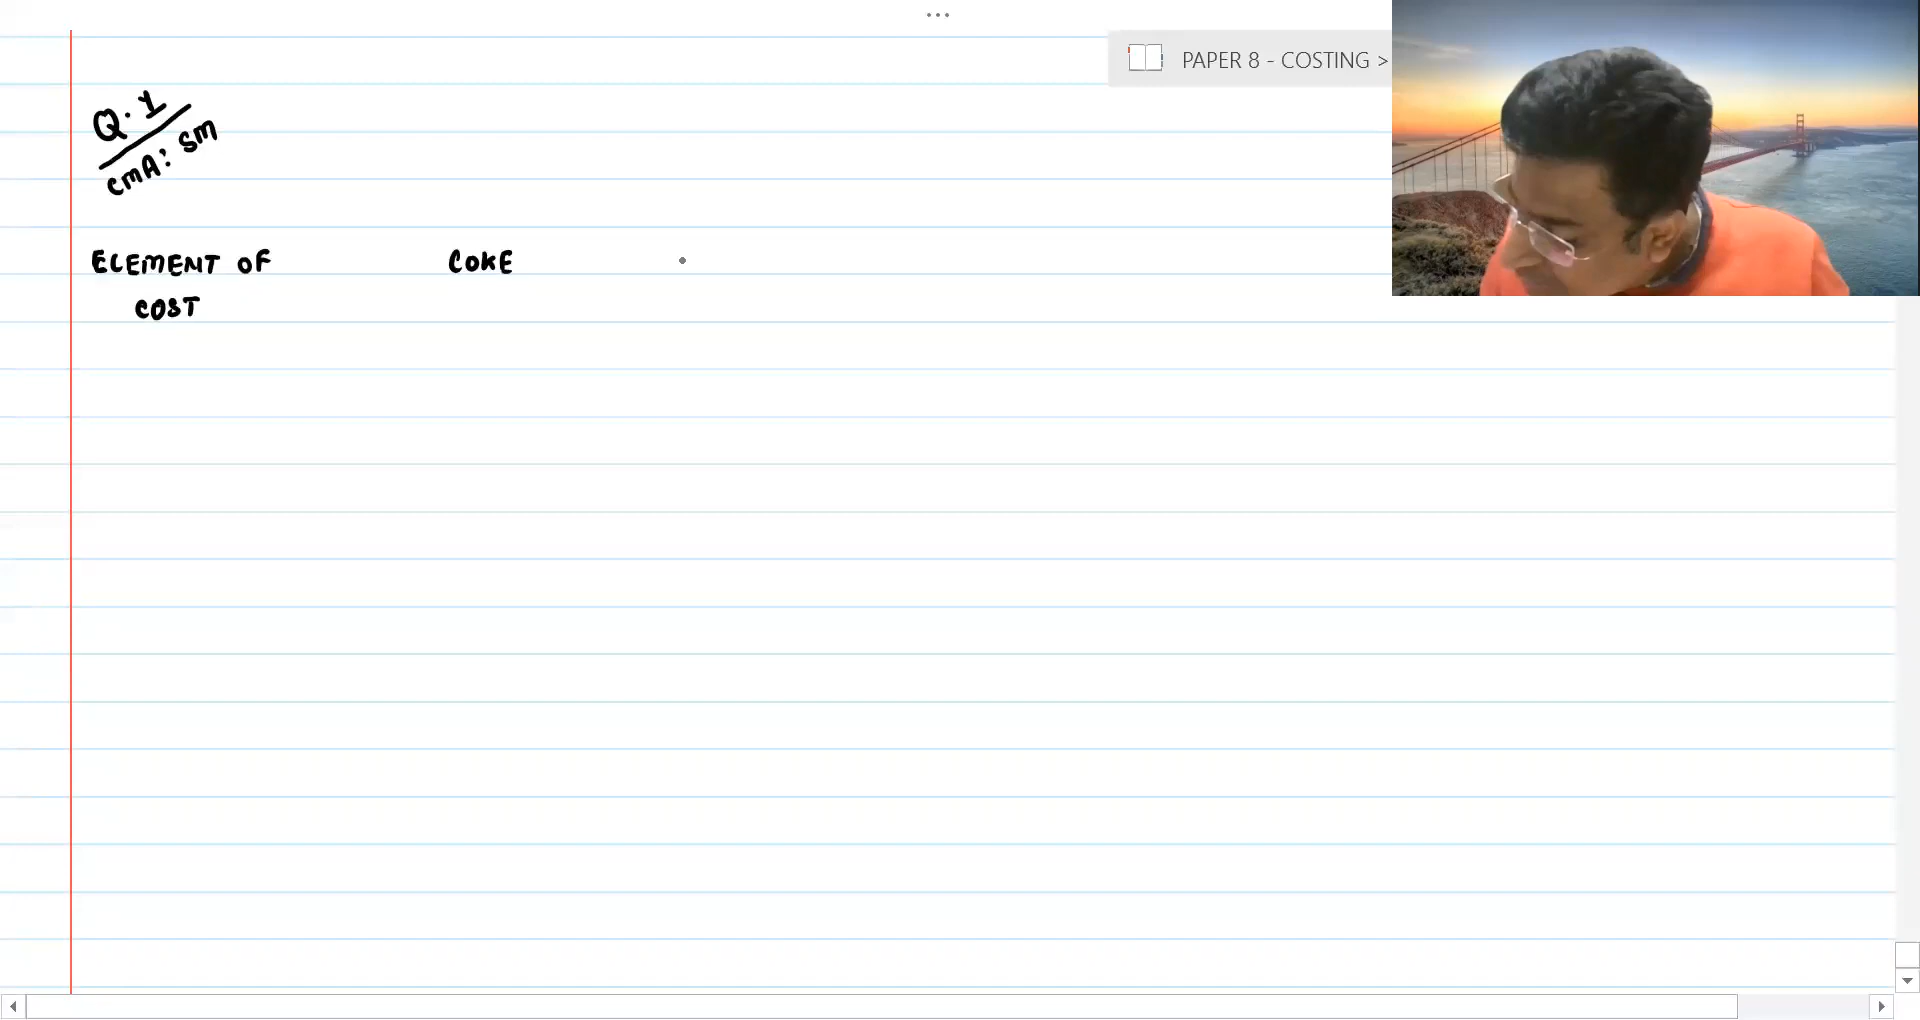 PAPER 8 - COSTING >
Q. 1
CMA: SM
ELEMENT OF COKE
COST